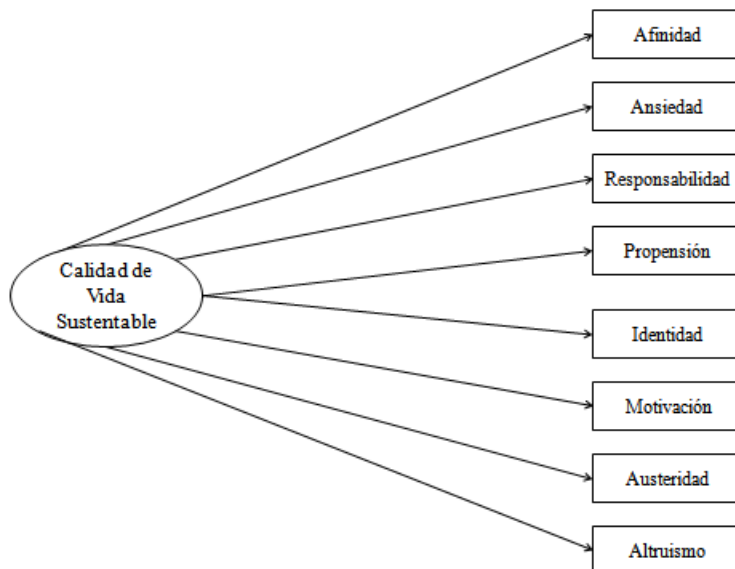 Afinidad
Ansiedad
Responsabilidad
Propensión
Calidad de
Vida
Sustentable
Identidad
Motivación
Austeridad
Altruismo